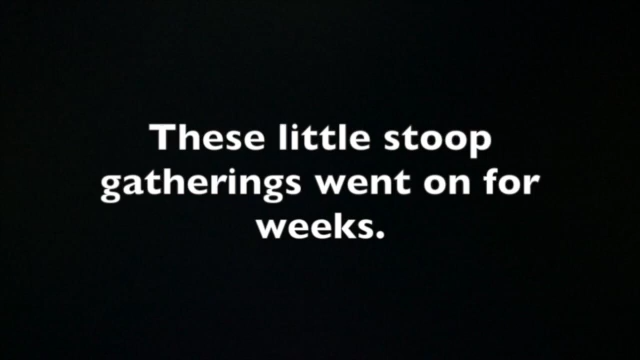 These little stoop
gatherings went on for
weeks.